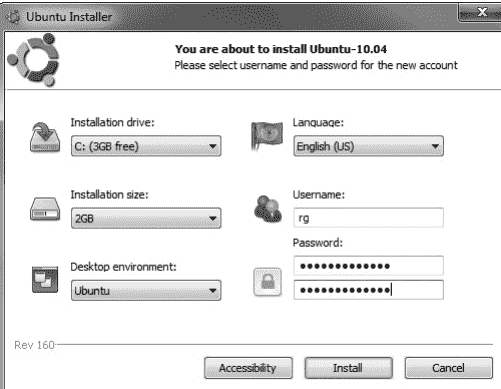 Ubuntu Installer
You are about to install Ubuntu-10.04
Please select username and password for the new account
Installation drive:
C: (3GB free)
Language:
English (US)
Installation size:
2GB
Username:
rg
Password:
•••••••••••••
•••••••••••••
Desktop environment:
Ubuntu
Rev 160
Accessibility
Install
Cancel